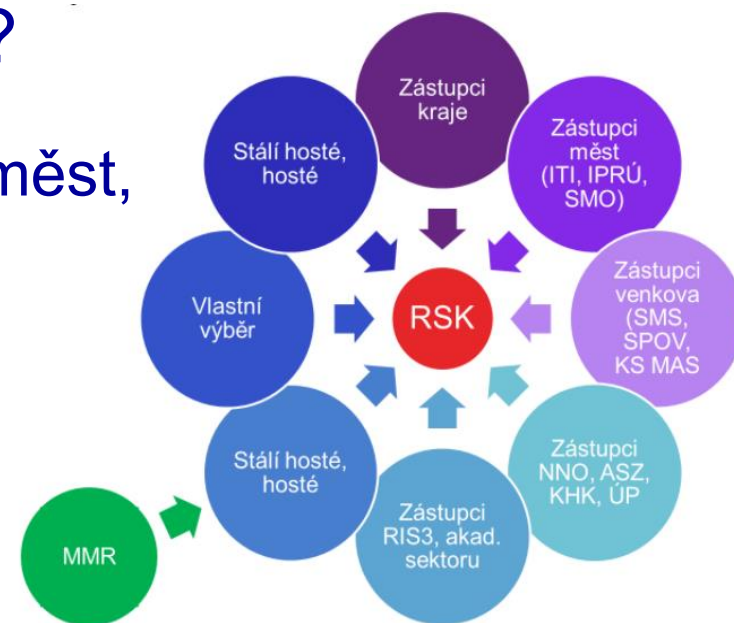 ?
měst,
Zástupci
kraje
Zástupci
měst
(ITI, IPRÚ,
SMO)
Zástupci
venkova
(SMS,
SPOV,
KS MAS
Zástupci
NNO, ASZ,
KHK, ÚP
Zástupci
RIS3, akad.
sektoru
Stálí hosté,
hosté
Vlastní
výběr
Stálí hosté,
hosté
RSK
MMR